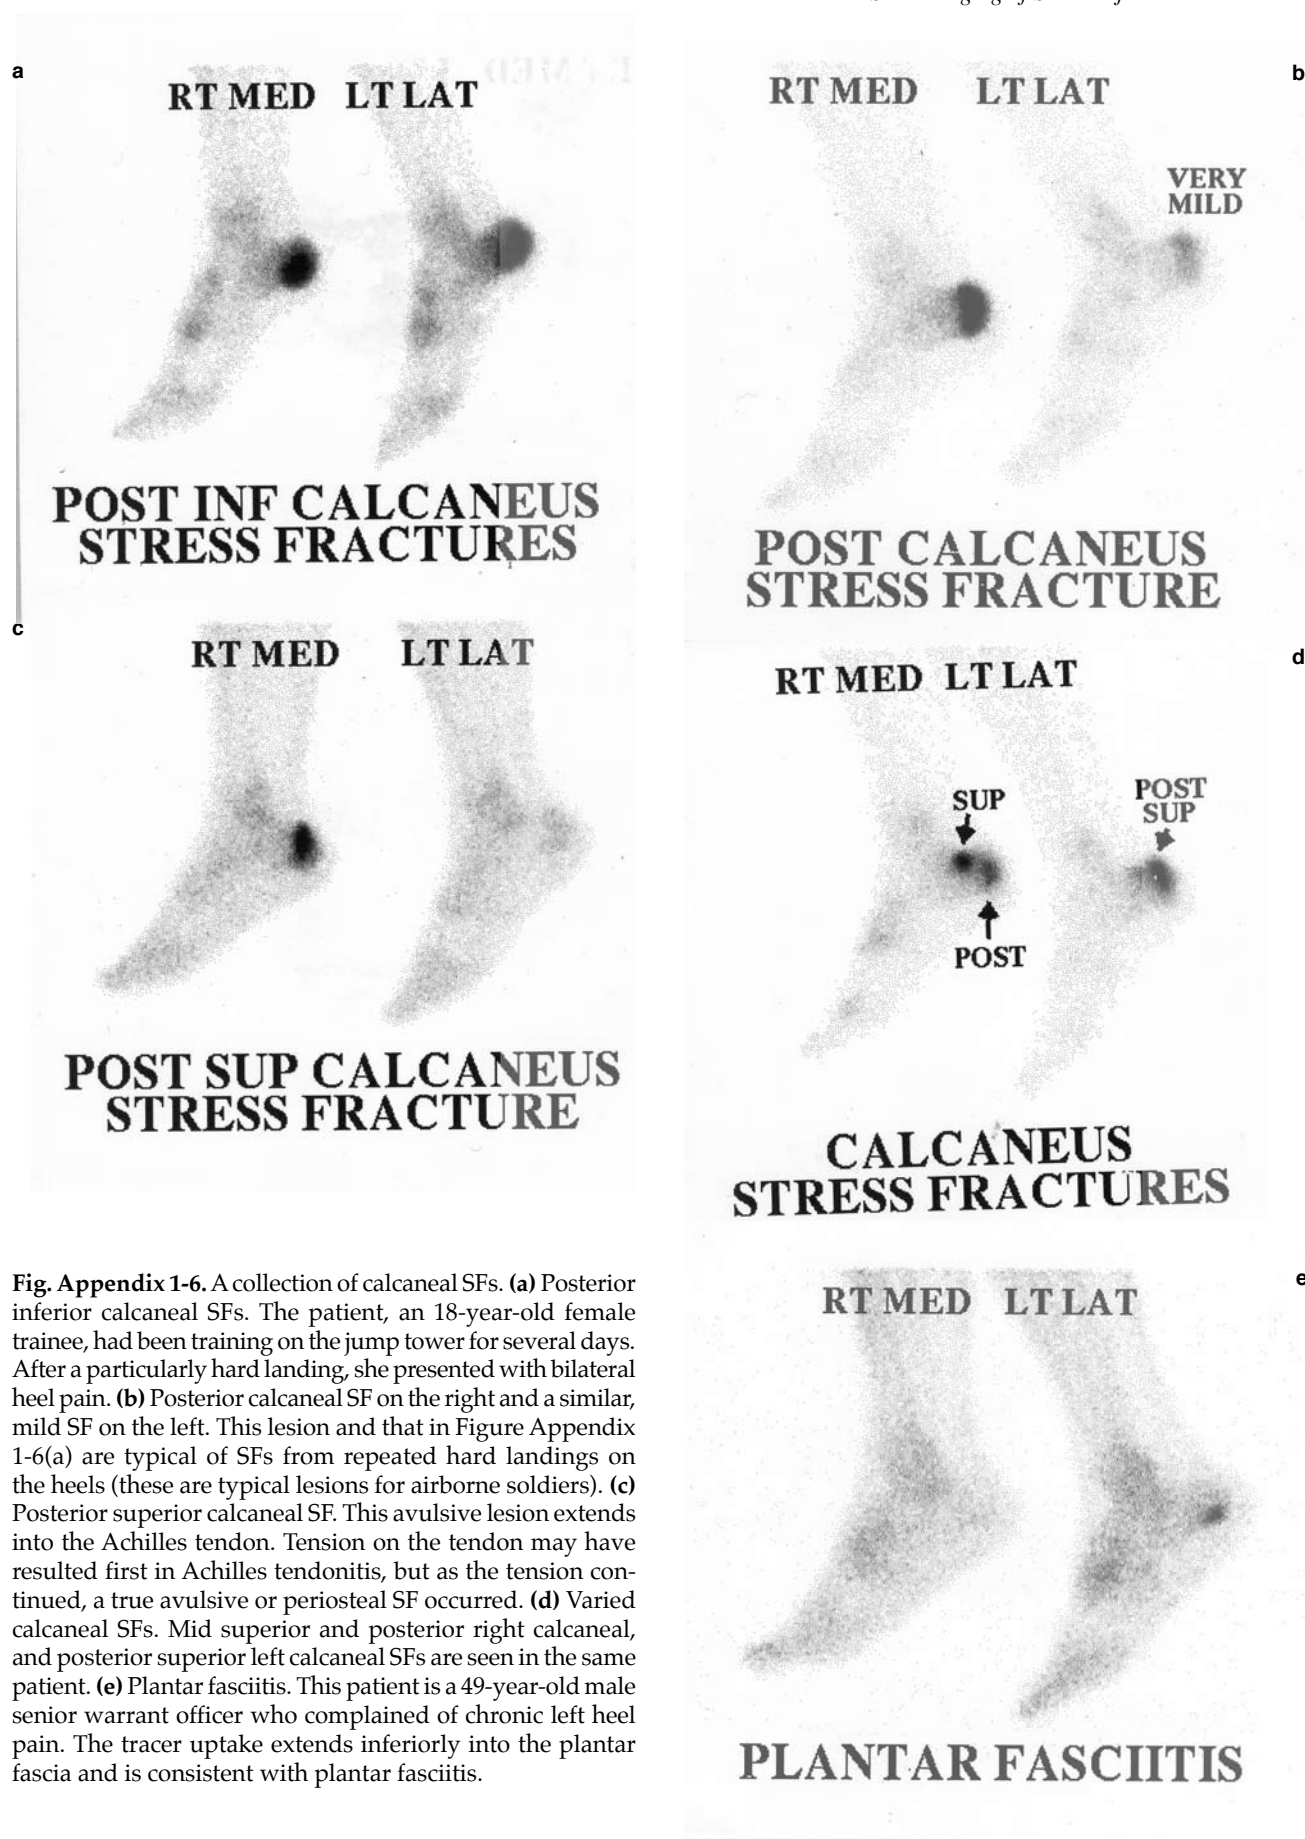 a
RT MED LT LAT
POST INF CALCANEUS
STRESS FRACTURES
b
RT MED LT LAT
VERY
MILD
POST CALCANEUS
STRESS FRACTURE
c
RT MED LT LAT
POST SUP CALCANEUS
STRESS FRACTURE
d
RT MED LT LAT
SUP
POST
SUP
POST
CALCANEUS
STRESS FRACTURES
Fig. Appendix 1-6. A collection of calcaneal SFs. (a) Posterior
inferior calcaneal SFs. The patient, an 18-year-old female
trainee, had been training on the jump tower for several days.
After a particularly hard landing, she presented with bilateral
heel pain. (b) Posterior calcaneal SF on the right and a similar,
mild SF on the left. This lesion and that in Figure Appendix
1-6(a) are typical of SFs from repeated hard landings on
the heels (these are typical lesions for airborne soldiers). (c)
Posterior superior calcaneal SF. This avulsive lesion extends
into the Achilles tendon. Tension on the tendon may have
resulted first in Achilles tendonitis, but as the tension con-
tinued, a true avulsive or periosteal SF occurred. (d) Varied
calcaneal SFs. Mid superior and posterior right calcaneal,
and posterior superior left calcaneal SFs are seen in the same
patient. (e) Plantar fasciitis. This patient is a 49-year-old male
senior warrant officer who complained of chronic left heel
pain. The tracer uptake extends inferiorly into the plantar
fascia and is consistent with plantar fasciitis.
e
RT MED LT LAT
PLANTAR FASCIITIS